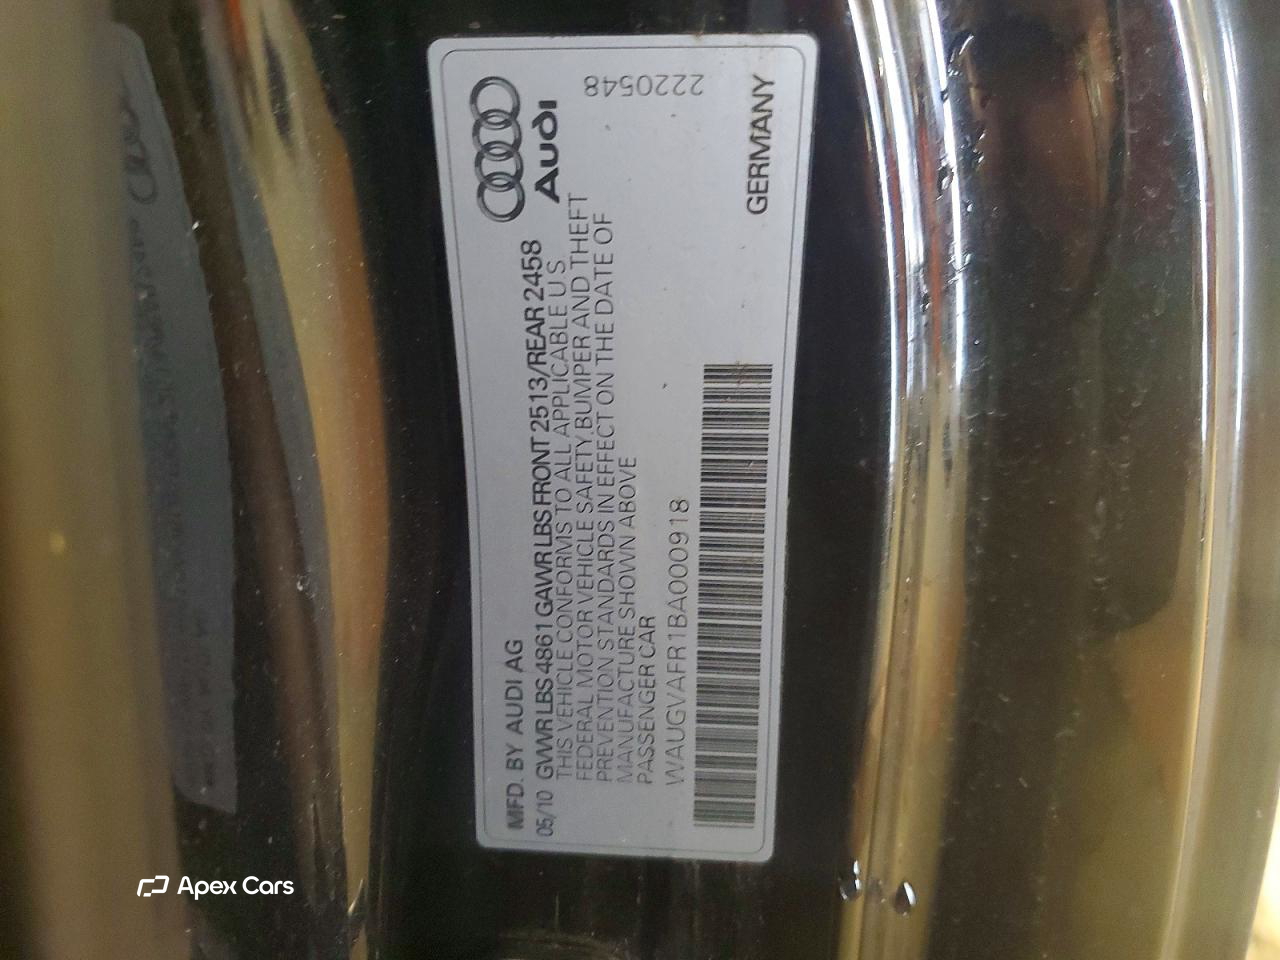 MFD. BY AUDI AG
05/10 GVWR LBS 4861 GAWR LBS FRONT 2513/REAR 2458
THIS VEHICLE CONFORMS TO ALL APPLICABLE U.S.
FEDERAL MOTOR VEHICLE SAFETY,BUMPER AND THEFT
PREVENTION STANDARDS IN EFFECT ON THE DATE OF
MANUFACTURE SHOWN ABOVE
PASSENGER CAR
WAUGVAFR1BA000918
Audi
2220548
GERMANY
Apex Cars